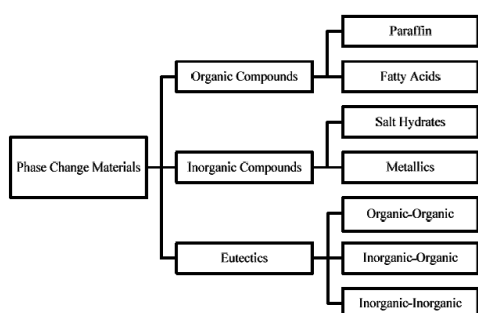 Phase Change Materials
Organic Compounds
Paraffin
Fatty Acids
Inorganic Compounds
Salt Hydrates
Metallics
Eutectics
Organic-Organic
Inorganic-Organic
Inorganic-Inorganic